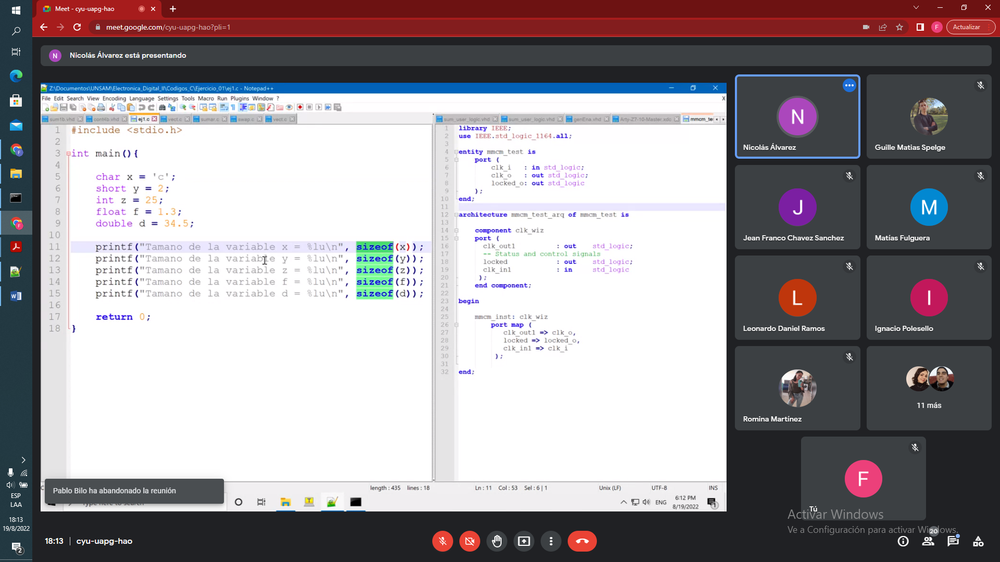 Meet - cyu-uapg-hao
meet.google.com/cyu-uapg-hao?pli=1
F
Actualizar
N
Nicolás Álvarez está presentando
Z:\Documentos\UNSAM\Electronica_Digital_II\Codigos_C\Ejercicio_01\ej1.c - Notepad++
File Edit Search View Encoding Language Settings Tools Macro Run Plugins Window ?
X
sum1b.vhd
cont4b.vhd
ej1.c
vect.c
sumar.c
swap.c
vect.c
1 #include <stdio.h>
2
3 int main(){
4
5 char x = 'c';
6 short y = 2;
7 int z = 25;
8 float f = 1.3;
9 double d = 34.5;
10
11 printf("Tamano de la variable x = %lu\n", sizeof(x));
12 printf("Tamano de la variable y = %lu\n", sizeof(y));
13 printf("Tamano de la variable z = %lu\n", sizeof(z));
14 printf("Tamano de la variable f = %lu\n", sizeof(f));
15 printf("Tamano de la variable d = %lu\n", sizeof(d));
16
17 return 0;
18 }
sum_user_logic.vhd
sum_user_logic.vhd
genEna.vhd
Arty-Z7-10-Master.xdc
mmcm_te
1 library IEEE;
2 use IEEE.std_logic_1164.all;
3
4 entity mmcm_test is
5 port (
6 clk_i : in std_logic;
7 clk_o : out std_logic;
8 locked_o: out std_logic
9 );
10 end;
11
12 architecture mmcm_test_arq of mmcm_test is
13
14 component clk_wiz
15 port (
16 clk_out1 : out std_logic;
17 -- Status and control signals
18 locked : out std_logic;
19 clk_in1 : in std_logic
20 );
21 end component;
22
23 begin
24
25 mmcm_inst: clk_wiz
26 port map (
27 clk_out1 => clk_o,
28 locked => locked_o,
29 clk_in1 => clk_i
30 );
31
32 end;
length : 435 lines : 18
Ln : 11 Col : 53 Sel : 6 | 1
Unix (LF)
UTF-8
INS
Pablo Bilo ha abandonado la reunión
Type here to search
ENG
6:12 PM
8/19/2022
1
N
Nicolás Álvarez
Guille Matias Spelge
J
Jean Franco Chavez Sanchez
M
Matías Fulguera
L
Leonardo Daniel Ramos
I
Ignacio Polesello
Romina Martínez
11 más
F
Tú
Activar Windows
Ve a Configuración para activar Windows.
20
18:13
cyu-uapg-hao
ESP
LAA
18:13
19/8/2022
2